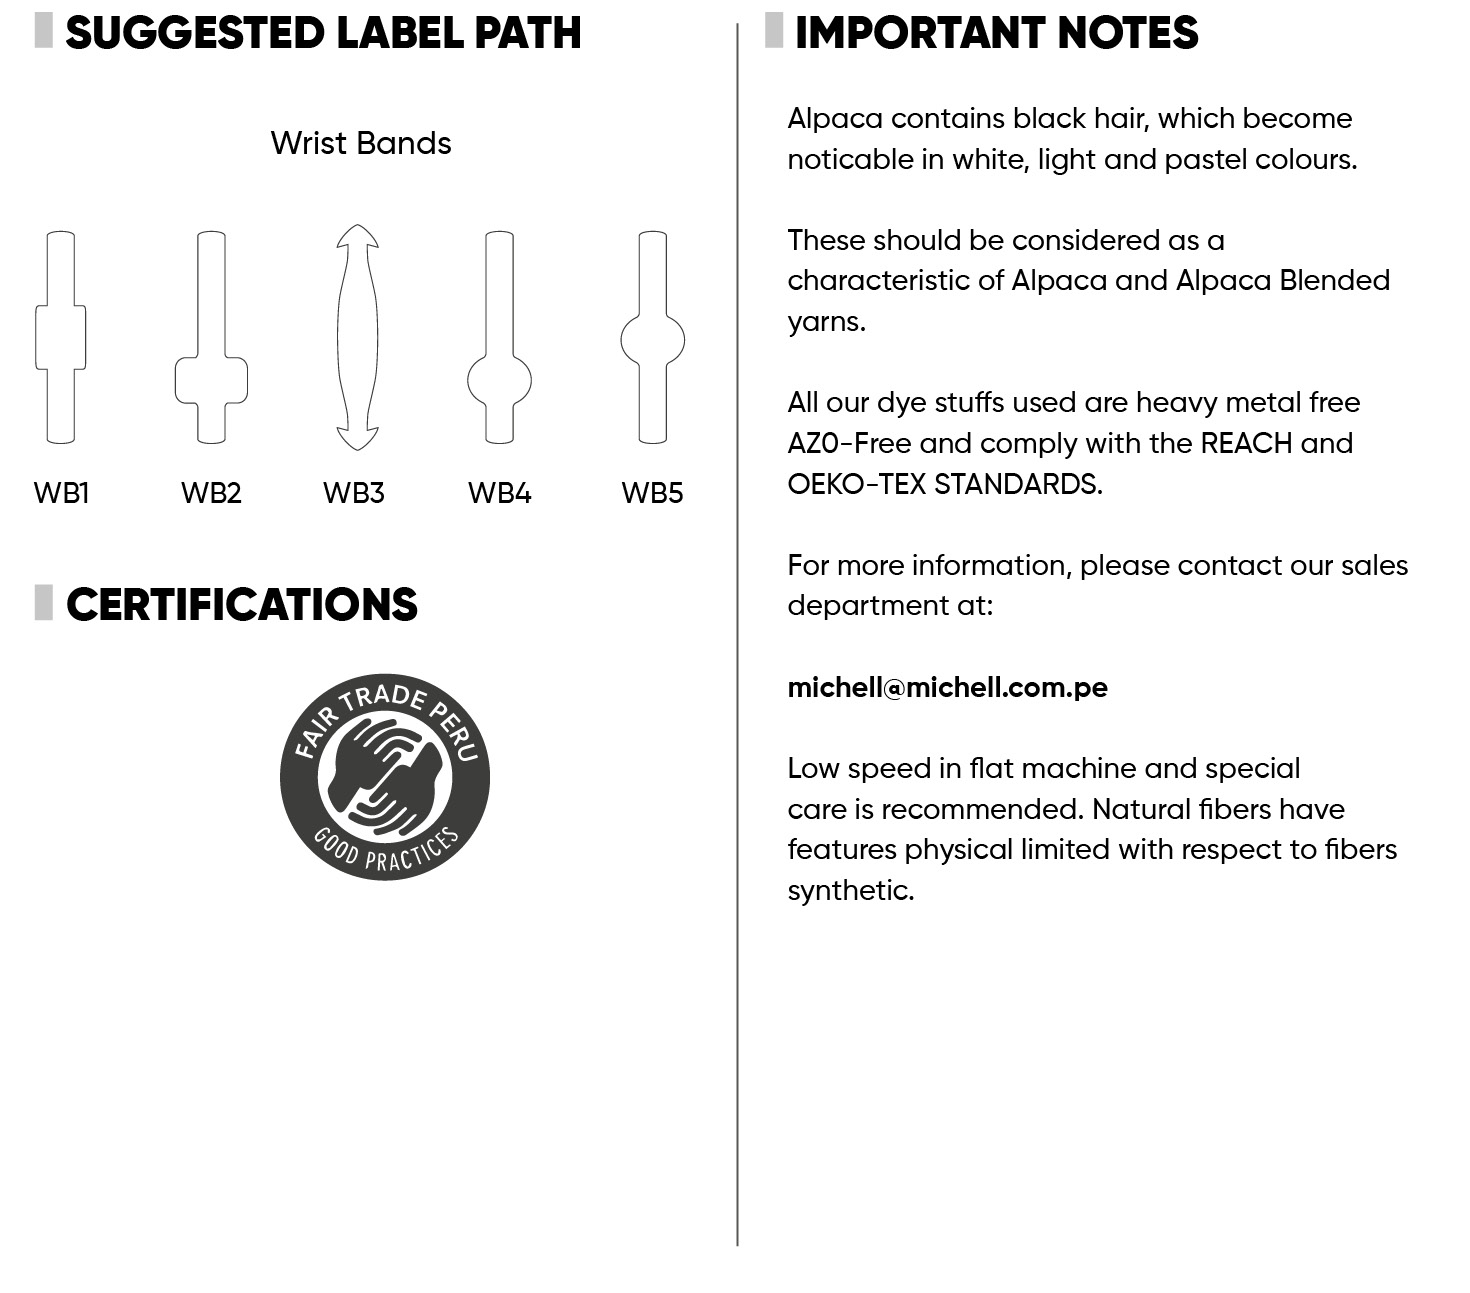 SUGGESTED LABEL PATH
Wrist Bands
WB1 WB2 WB3 WB4 WB5
CERTIFICATIONS
FAIR TRADE PERU
GOOD PRACTICES
IMPORTANT NOTES
Alpaca contains black hair, which become
noticable in white, light and pastel colours.
These should be considered as a
characteristic of Alpaca and Alpaca Blended
yarns.
All our dye stuffs used are heavy metal free
AZ0-Free and comply with the REACH and
OEKO-TEX STANDARDS.
For more information, please contact our sales
department at:
michell@michell.com.pe
Low speed in flat machine and special
care is recommended. Natural fibers have
features physical limited with respect to fibers
synthetic.